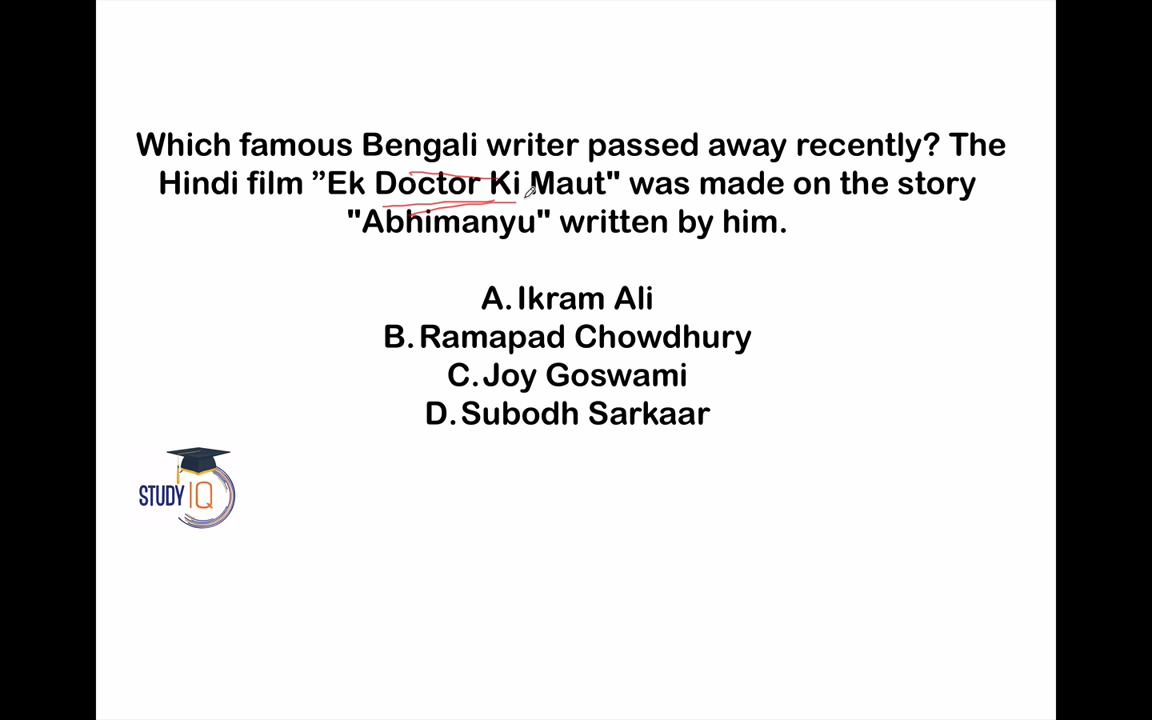 Which famous Bengali writer passed away recently? The
Hindi film ”Ek Doctor Ki Maut" was made on the story
"Abhimanyu" written by him.
A. Ikram Ali
B. Ramapad Chowdhury
C. Joy Goswami
D. Subodh Sarkaar
STUDY IQ